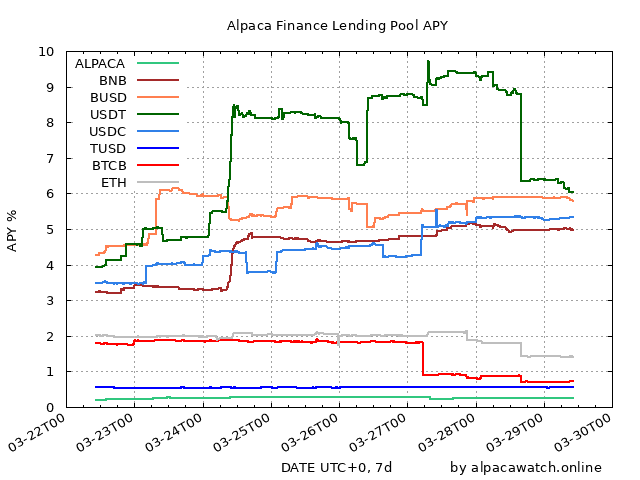 Alpaca Finance Lending Pool APY
10
9
8
7
6
5
4
3
2
1
0
APY %
ALPACA
BNB
BUSD
USDT
USDC
TUSD
BTCB
ETH
03-22T00
03-23T00
03-24T00
03-25T00
03-26T00
03-27T00
03-28T00
03-29T00
03-30T00
DATE UTC+0, 7d
by alpacawatch.online